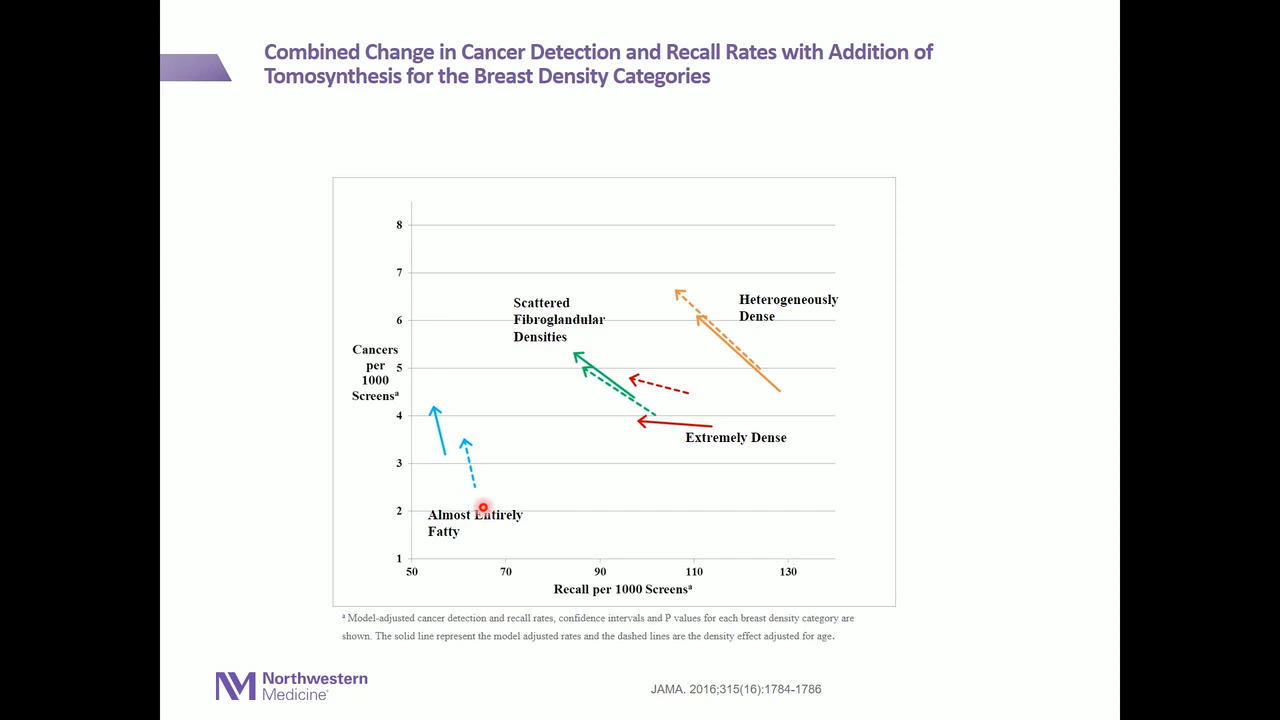 Combined Change in Cancer Detection and Recall Rates with Addition of
Tomosynthesis for the Breast Density Categories
8
7
6
5
4
3
2
1
Cancers
per
1000
Screensᵃ
Scattered
Fibroglandular
Densities
Heterogeneously
Dense
Extremely Dense
Almost Entirely
Fatty
50 70 90 110 130
Recall per 1000 Screensᵃ
ᵃ Model-adjusted cancer detection and recall rates, confidence intervals and P values for each breast density category are
shown. The solid line represent the model adjusted rates and the dashed lines are the density effect adjusted for age.
NM Northwestern
Medicine®
JAMA. 2016;315(16):1784-1786